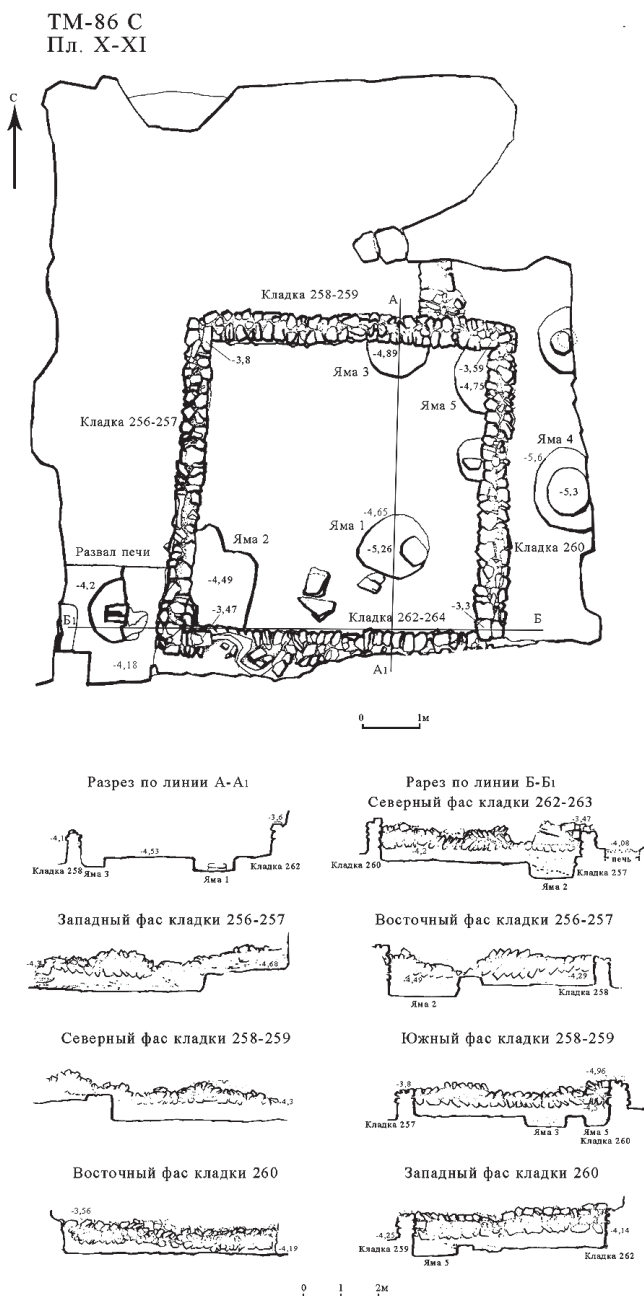 ТМ-86 С
Пл. X-XI
С
Кладка 258-259
А
-3,8
-4,89
Яма 3
-3,59
-4,75
Яма 5
Кладка 256-257
Яма 4
-5,6
-5,3
-4,65
Яма 1
-5,26
Яма 2
Кладка 260
Развал печи
-4,2
-4,49
-3,47
Кладка 262-264
-3,3
Б
Б1
-4,18
А1
0 1м
Разрез по линии А-А1
-4,1
-4,53
-3,6
Кладка 258
Яма 3
Яма 1
Кладка 262
Рарез по линии Б-Б1
Северный фас кладки 262-263
-3,47
-4,2
-4,08
печь
Кладка 260
Кладка 257
Яма 2
Западный фас кладки 256-257
-4,68
Восточный фас кладки 256-257
-4,49
-4,29
Яма 2
Кладка 258
Северный фас кладки 258-259
-4,3
Южный фас кладки 258-259
-3,8
-4,96
Кладка 257
Яма 3
Яма 5
Кладка 260
Восточный фас кладки 260
-3,56
-4,19
Западный фас кладки 260
-4,25
-4,14
Кладка 259
Яма 5
Кладка 262
0 1 2м